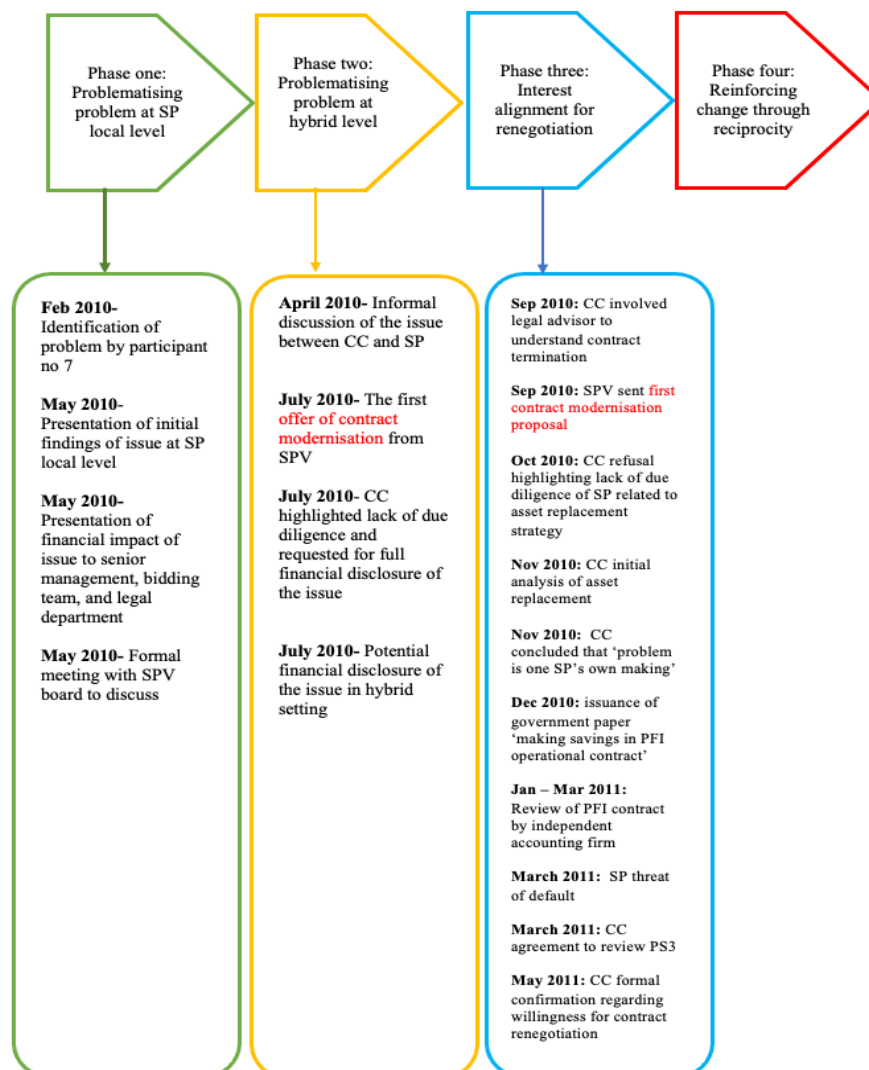 Phase one:
Problematising
problem at SP
local level
Phase two:
Problematising
problem at
hybrid level
Phase three:
Interest
alignment for
renegotiation
Phase four:
Reinforcing
change through
reciprocity
Feb 2010-
Identification of
problem by participant
no 7
May 2010-
Presentation of initial
findings of issue at SP
local level
May 2010-
Presentation of
financial impact of
issue to senior
management, bidding
team, and legal
department
May 2010- Formal
meeting with SPV
board to discuss
April 2010- Informal
discussion of the issue
between CC and SP
July 2010- The first
offer of contract
modernisation from
SPV
July 2010- CC
highlighted lack of due
diligence and
requested for full
financial disclosure of
the issue
July 2010- Potential
financial disclosure of
the issue in hybrid
setting
Sep 2010: CC involved
legal advisor to
understand contract
termination
Sep 2010: SPV sent first
contract modernisation
proposal
Oct 2010: CC refusal
highlighting lack of due
diligence of SP related to
asset replacement
strategy
Nov 2010: CC initial
analysis of asset
replacement
Nov 2010: CC
concluded that ‘problem
is one SP’s own making’
Dec 2010: issuance of
government paper
‘making savings in PFI
operational contract’
Jan – Mar 2011:
Review of PFI contract
by independent
accounting firm
March 2011: SP threat
of default
March 2011: CC
agreement to review PS3
May 2011: CC formal
confirmation regarding
willingness for contract
renegotiation